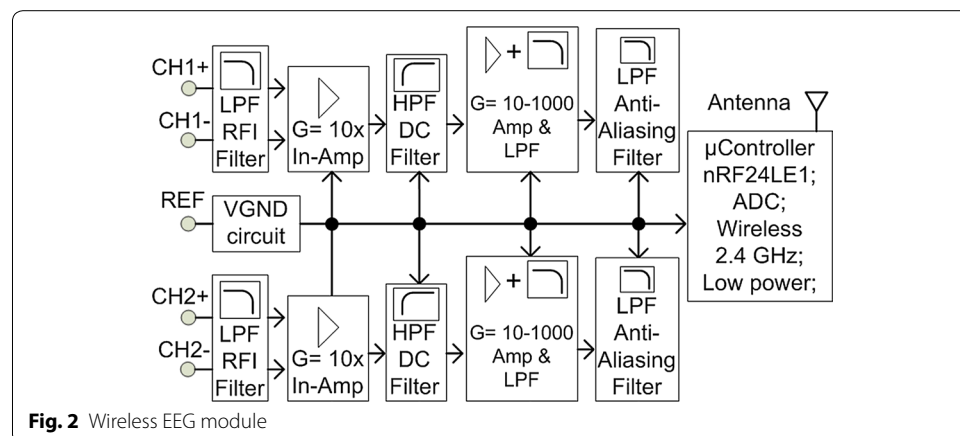 CH1+
CH1-
LPF
RFI
Filter
G= 10x
In-Amp
HPF
DC
Filter
+
G= 10-1000
Amp &
LPF
LPF
Anti-
Aliasing
Filter
Antenna
µController
nRF24LE1;
ADC;
Wireless
2.4 GHz;
Low power;
REF
VGND
circuit
CH2+
CH2-
LPF
RFI
Filter
G= 10x
In-Amp
HPF
DC
Filter
+
G= 10-1000
Amp &
LPF
LPF
Anti-
Aliasing
Filter
Fig. 2 Wireless EEG module